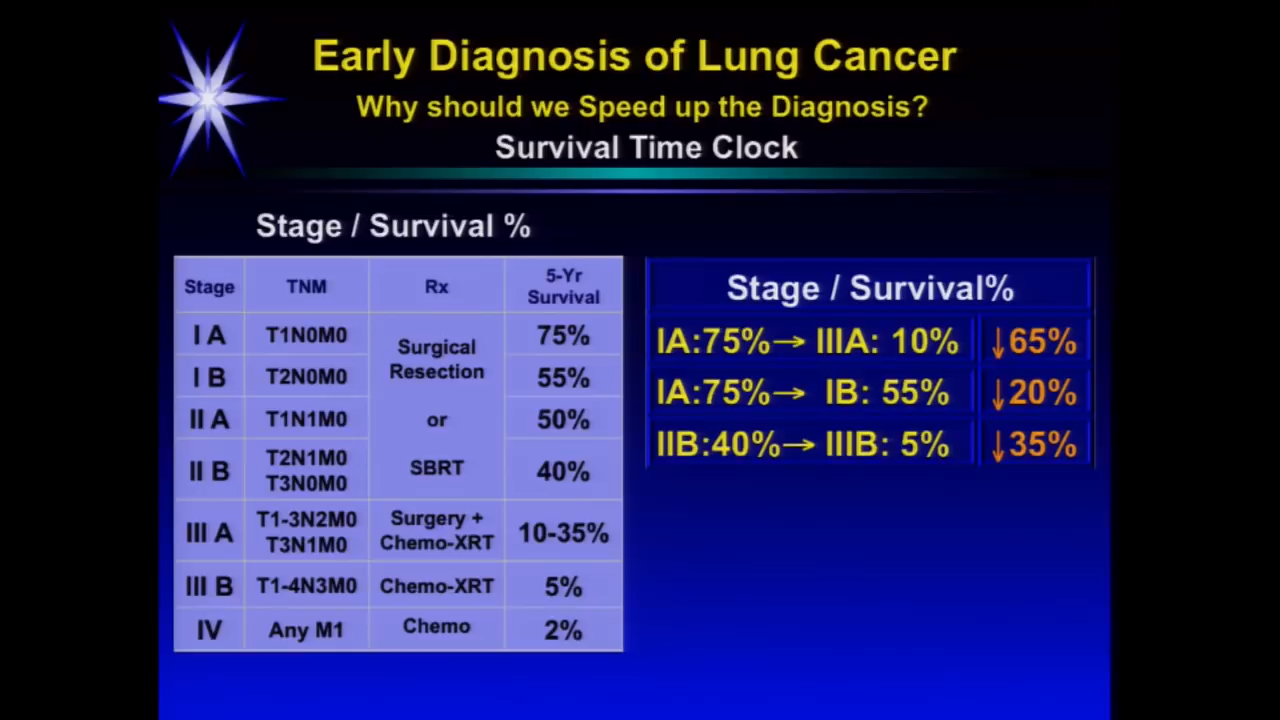 Early Diagnosis of Lung Cancer
Why should we Speed up the Diagnosis?
Survival Time Clock
Stage / Survival %
Stage TNM Rx 5-Yr Survival
I A T1N0M0 Surgical Resection 75%
I B T2N0M0 55%
II A T1N1M0 or 50%
II B T2N1M0 T3N0M0 SBRT 40%
III A T1-3N2M0 T3N1M0 Surgery + Chemo-XRT 10-35%
III B T1-4N3M0 Chemo-XRT 5%
IV Any M1 Chemo 2%
Stage / Survival%
IA:75%→ IIIA: 10% ↓65%
IA:75%→ IB: 55% ↓20%
IIB:40%→ IIIB: 5% ↓35%